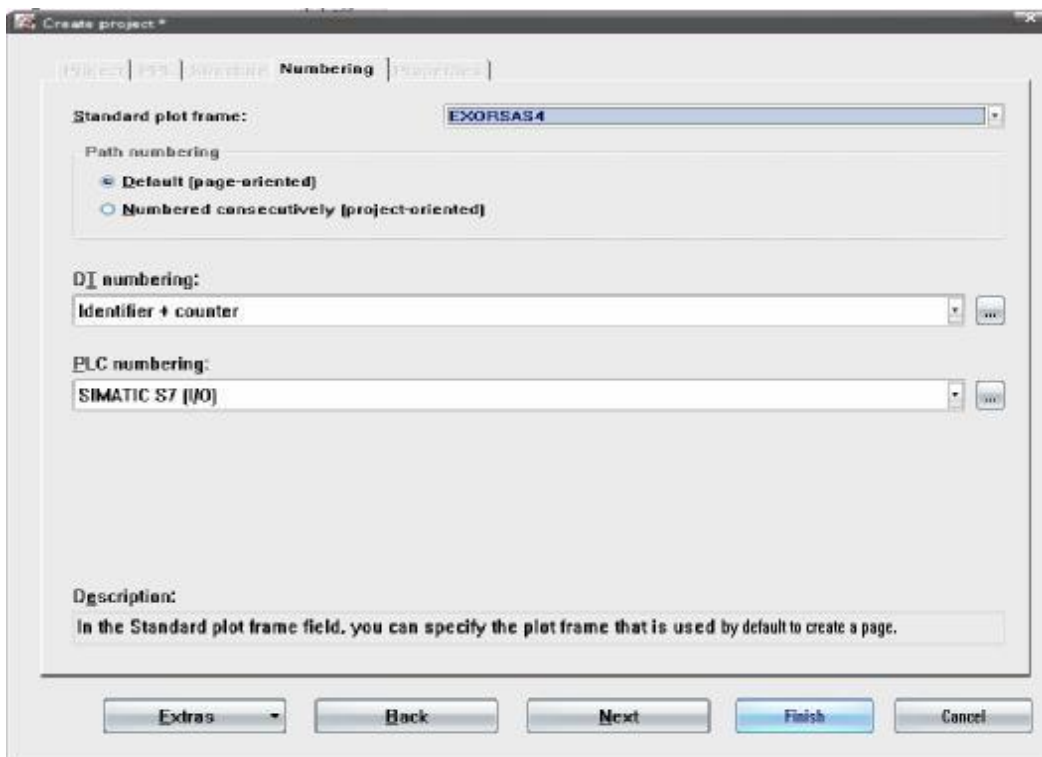 Create project *
Numbering
Standard plot frame:
EXORSAS4
Path numbering
Default (page-oriented)
Numbered consecutively (project-oriented)
DT numbering:
Identifier + counter
...
PLC numbering:
SIMATIC S7 (I/O)
...
Description:
In the Standard plot frame field, you can specify the plot frame that is used by default to create a page.
Extras
Back
Next
Finish
Cancel